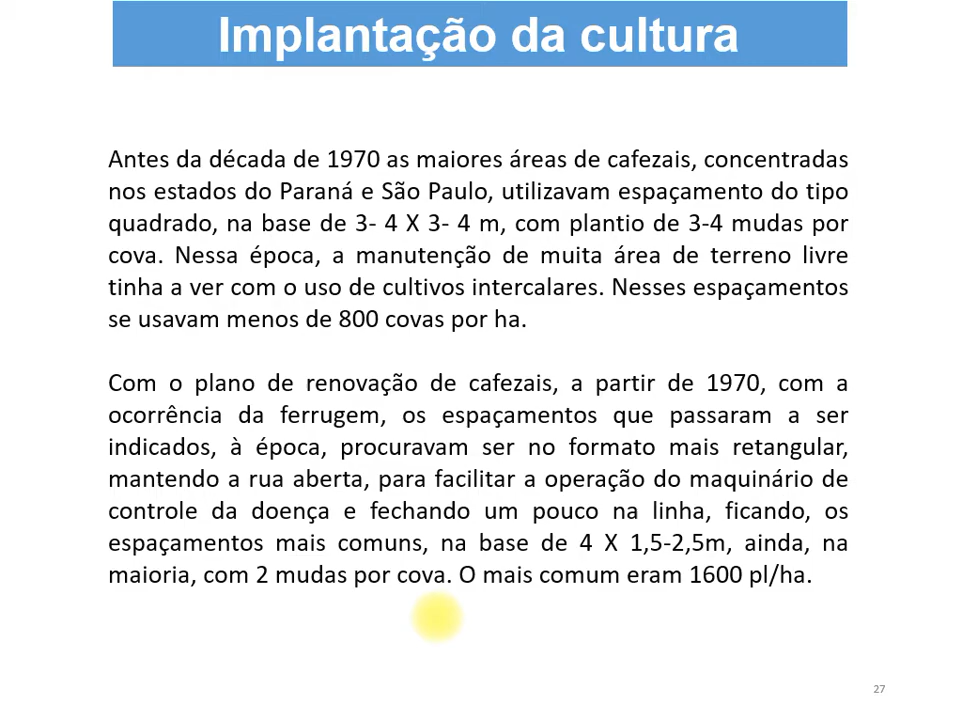 Implantação da cultura
Antes da década de 1970 as maiores áreas de cafezais, concentradas
nos estados do Paraná e São Paulo, utilizavam espaçamento do tipo
quadrado, na base de 3- 4 X 3- 4 m, com plantio de 3-4 mudas por
cova. Nessa época, a manutenção de muita área de terreno livre
tinha a ver com o uso de cultivos intercalares. Nesses espaçamentos
se usavam menos de 800 covas por ha.
Com o plano de renovação de cafezais, a partir de 1970, com a
ocorrência da ferrugem, os espaçamentos que passaram a ser
indicados, à época, procuravam ser no formato mais retangular,
mantendo a rua aberta, para facilitar a operação do maquinário de
controle da doença e fechando um pouco na linha, ficando, os
espaçamentos mais comuns, na base de 4 X 1,5-2,5m, ainda, na
maioria, com 2 mudas por cova. O mais comum eram 1600 pl/ha.
27